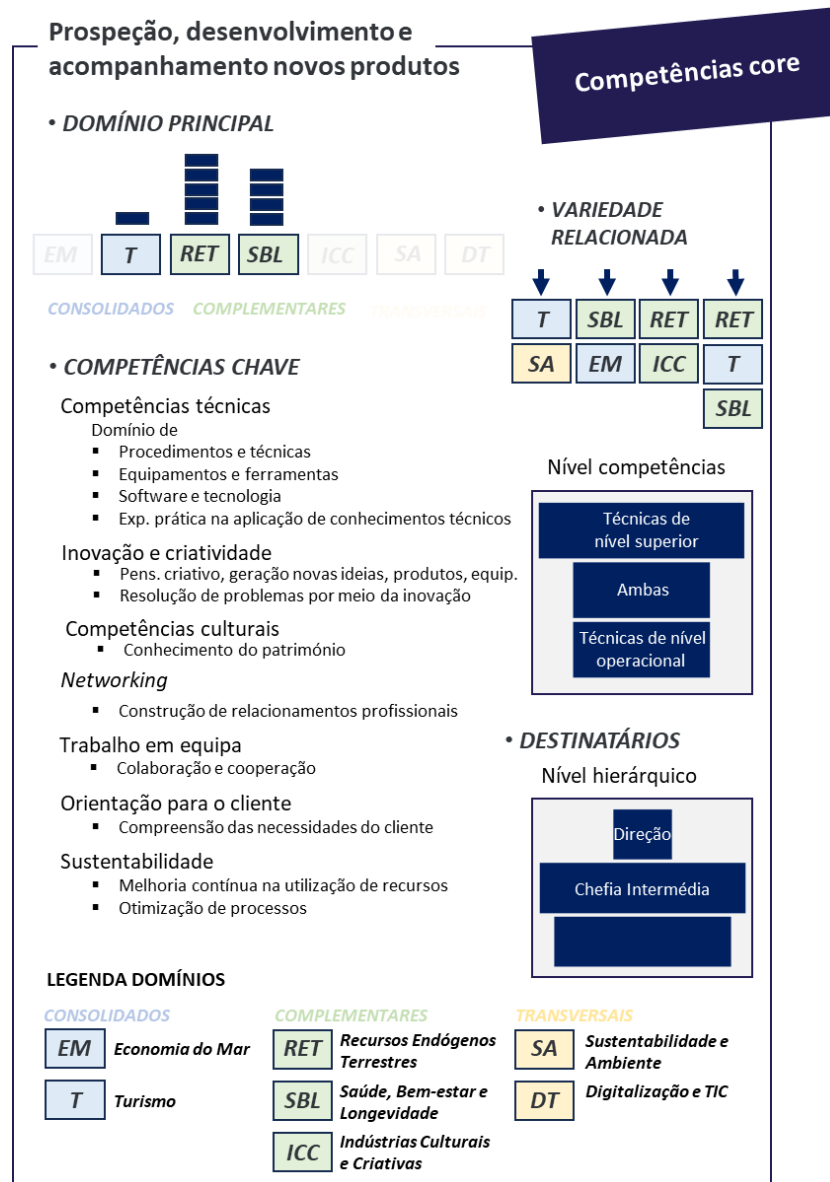 Prospeção, desenvolvimento e
acompanhamento novos produtos
Competências core
• DOMÍNIO PRINCIPAL
EM T RET SBL ICC SA DT
CONSOLIDADOS COMPLEMENTARES TRANSVERSAIS
• VARIEDADE
RELACIONADA
T SBL RET RET
SA EM ICC T
SBL
• COMPETÊNCIAS CHAVE
Competências técnicas
Domínio de
▪ Procedimentos e técnicas
▪ Equipamentos e ferramentas
▪ Software e tecnologia
▪ Exp. prática na aplicação de conhecimentos técnicos
Inovação e criatividade
▪ Pens. criativo, geração novas ideias, produtos, equip.
▪ Resolução de problemas por meio da inovação
Competências culturais
▪ Conhecimento do património
Networking
▪ Construção de relacionamentos profissionais
Trabalho em equipa
▪ Colaboração e cooperação
Orientação para o cliente
▪ Compreensão das necessidades do cliente
Sustentabilidade
▪ Melhoria contínua na utilização de recursos
▪ Otimização de processos
Nível competências
Técnicas de
nível superior
Ambas
Técnicas de nível
operacional
• DESTINATÁRIOS
Nível hierárquico
Direção
Chefia Intermédia
LEGENDA DOMÍNIOS
CONSOLIDADOS
EM Economia do Mar
T Turismo
COMPLEMENTARES
RET Recursos Endógenos
Terrestres
SBL Saúde, Bem-estar e
Longevidade
ICC Indústrias Culturais
e Criativas
TRANSVERSAIS
SA Sustentabilidade e
Ambiente
DT Digitalização e TIC